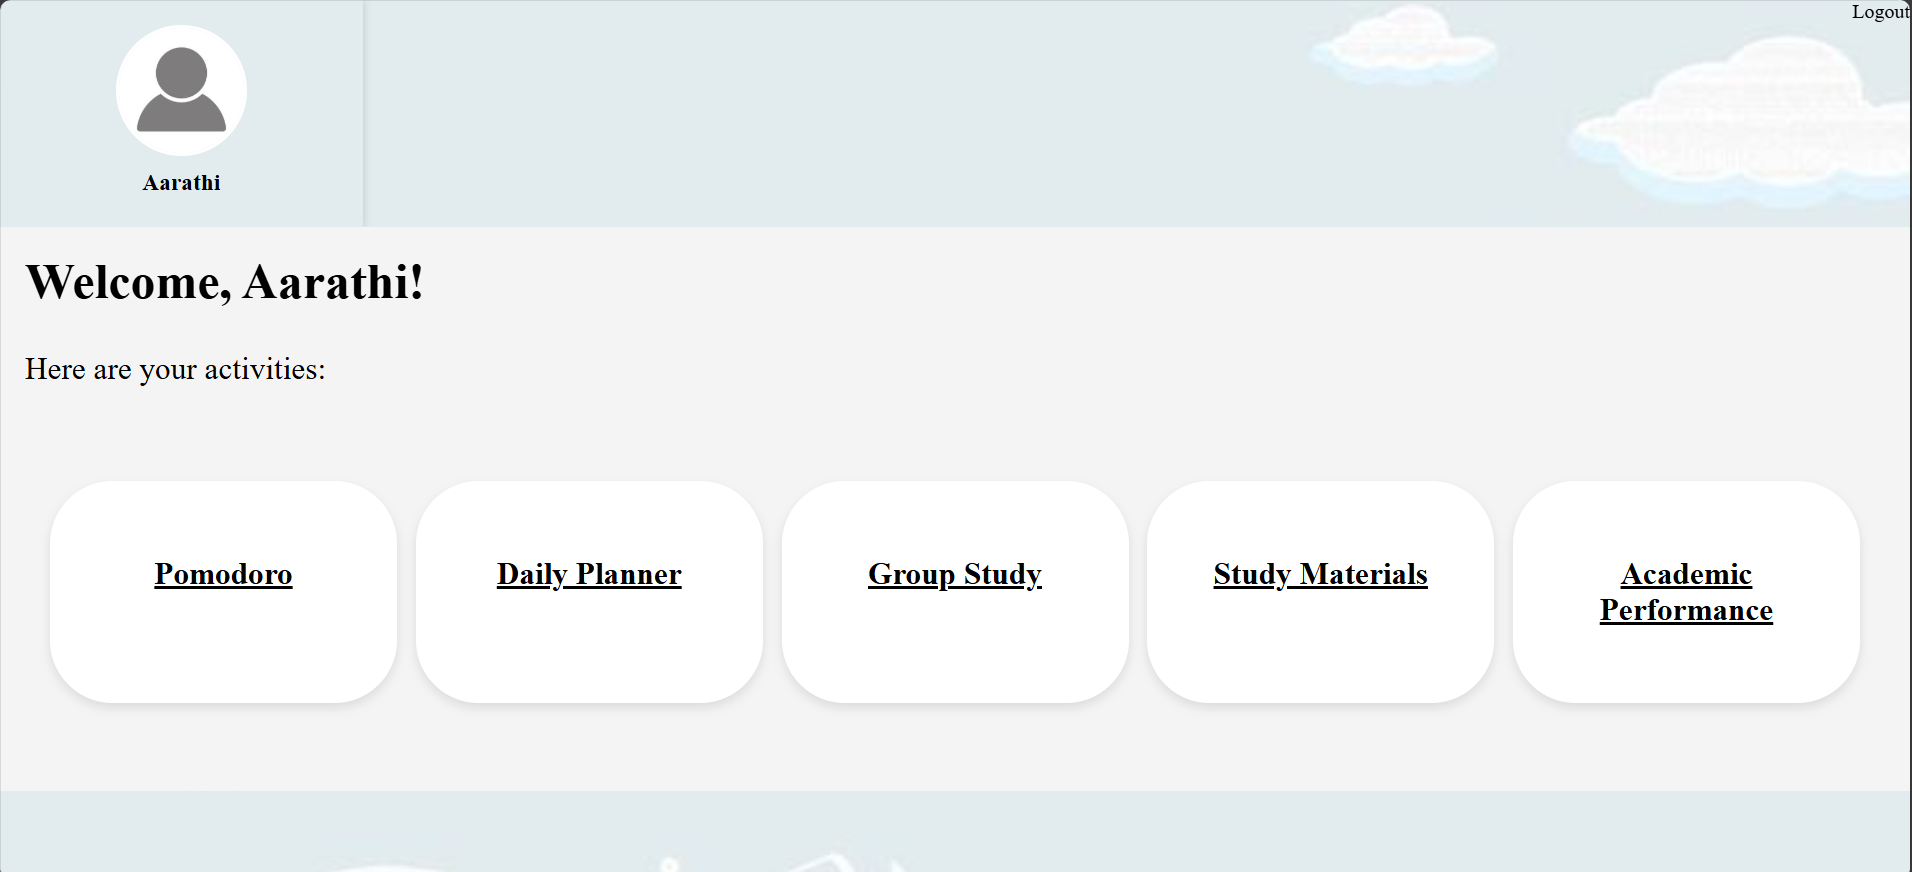 Logout
Aarathi
Welcome, Aarathi!
Here are your activities:
Pomodoro
Daily Planner
Group Study
Study Materials
Academic
Performance